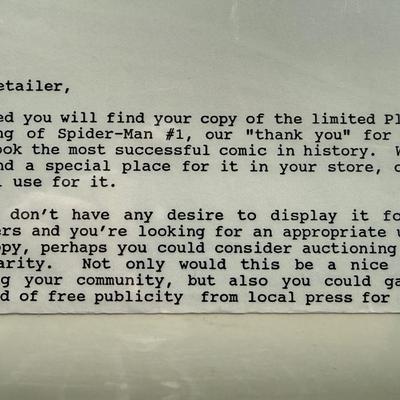 etailer,
ed you will find your copy of the limited Pl
ng of Spider-Man #1, our "thank you" for
ook the most successful comic in history. W
nd a special place for it in your store, o
l use for it.
don't have any desire to display it fo
ers and you're looking for an appropriate u
opy, perhaps you could consider auctioning
arity. Not only would this be a nice
ng your community, but also you could ga
d of free publicity from local press for